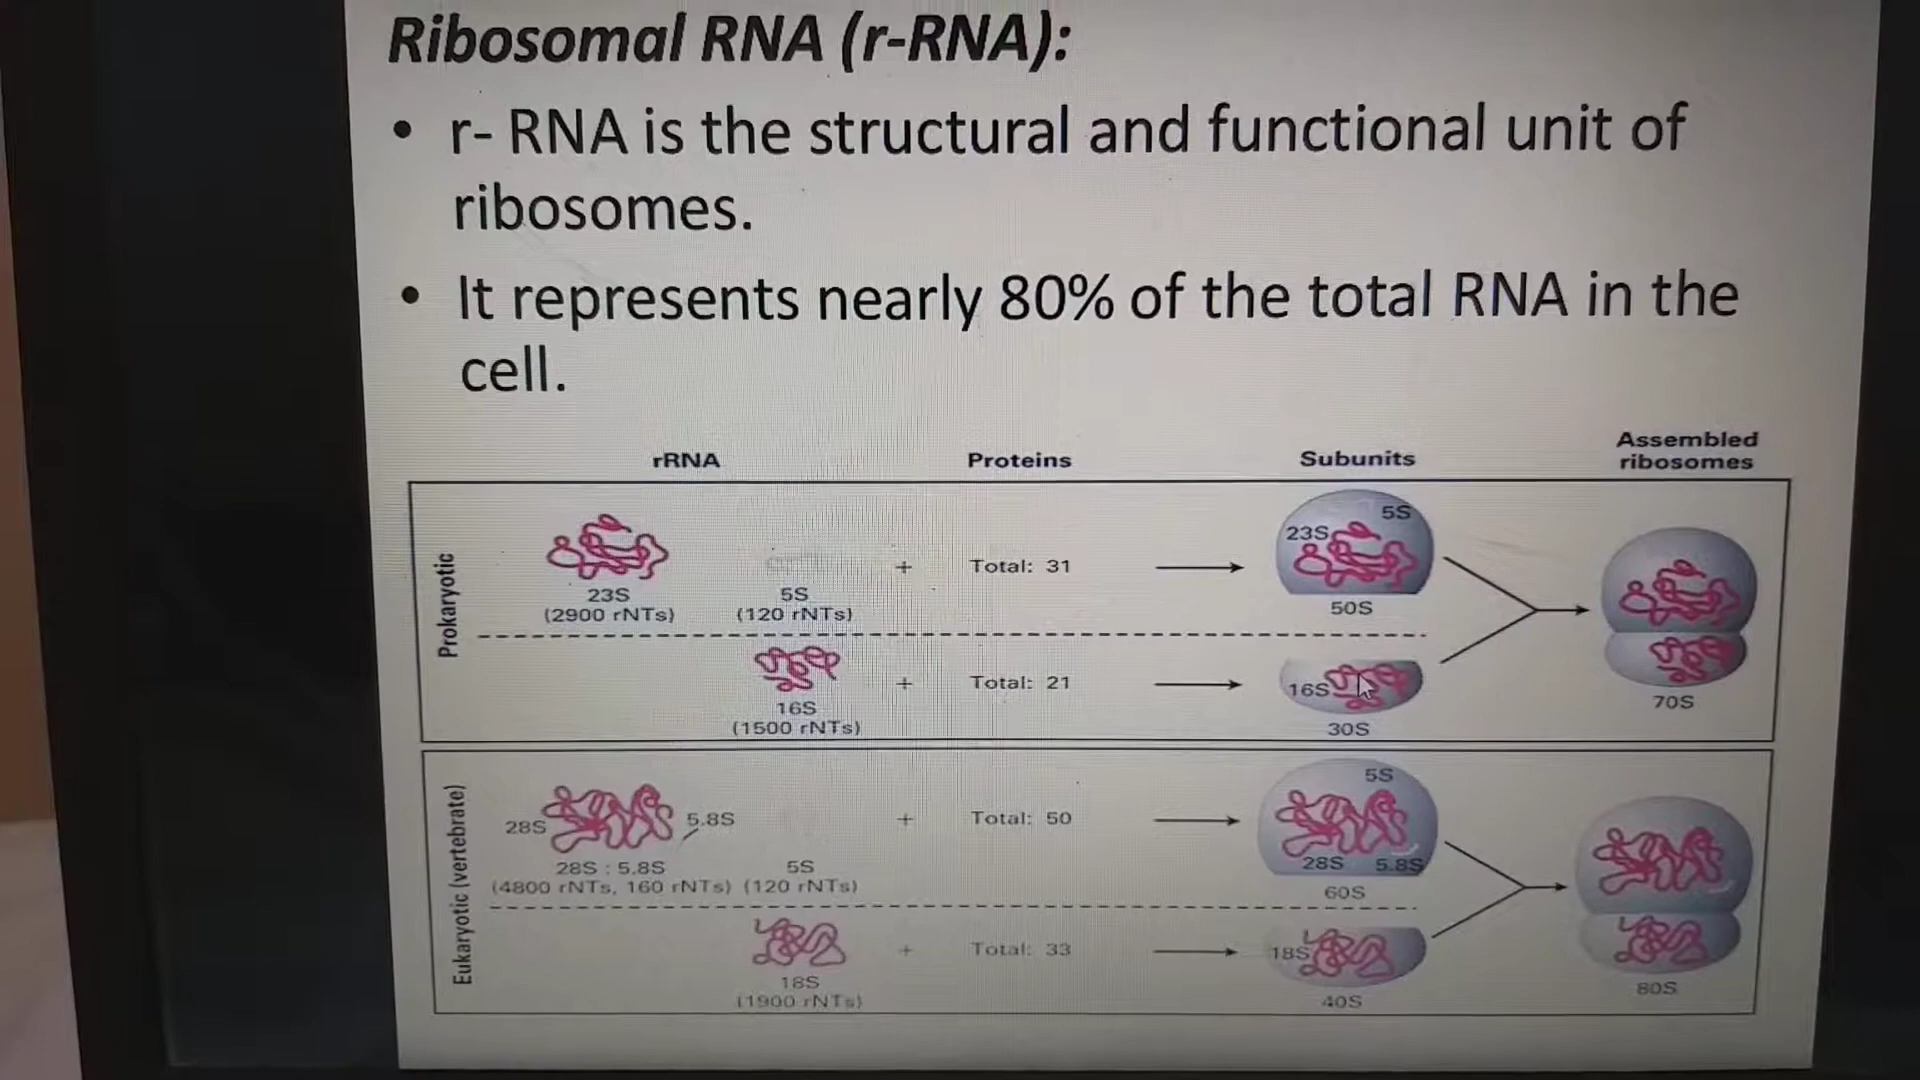 Ribosomal RNA (r-RNA):
• r- RNA is the structural and functional unit of
ribosomes.
• It represents nearly 80% of the total RNA in the
cell.
rRNA
Proteins
Subunits
Assembled
ribosomes
Prokaryotic
23S
(2900 rNTs)
5S
(120 rNTs)
+
Total: 31
23S
5S
50S
16S
(1500 rNTs)
+
Total: 21
16S
30S
70S
Eukaryotic (vertebrate)
28S
5.8S
28S : 5.8S
(4800 rNTs, 160 rNTs)
5S
(120 rNTs)
+
Total: 50
5S
28S
5.8S
60S
18S
(1900 rNTs)
+
Total: 33
18S
40S
80S